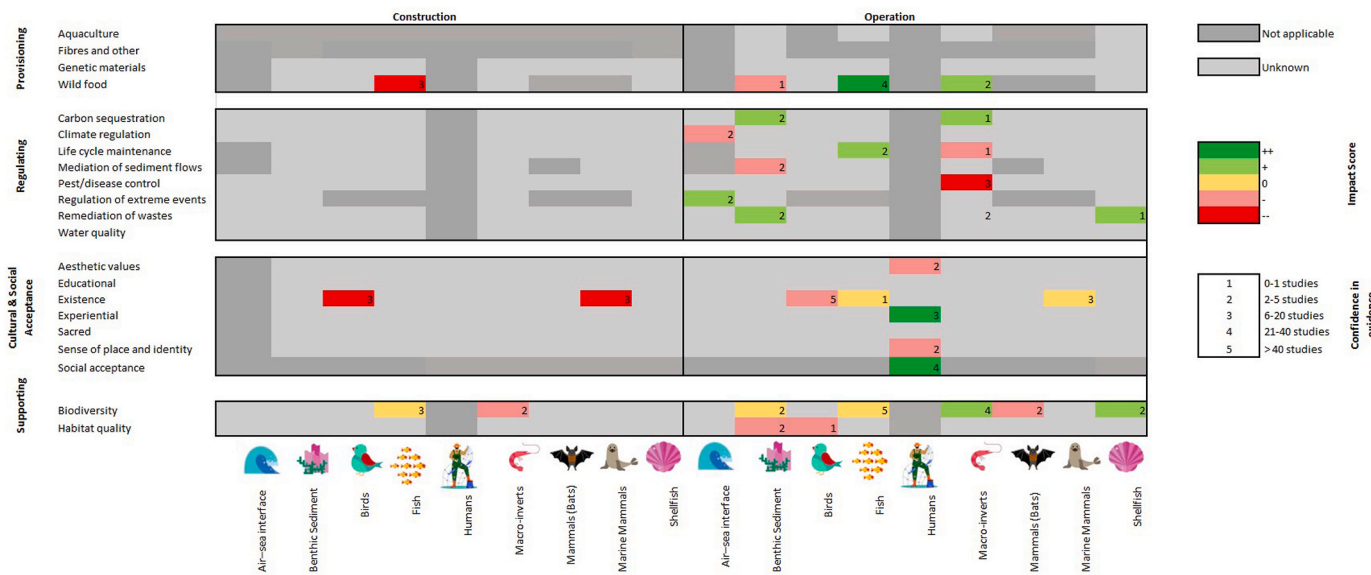 Construction Operation
Provisioning
Aquaculture
Fibres and other
Genetic materials
Wild food 3 1 4 2
Regulating
Carbon sequestration 2 1
Climate regulation 2
Life cycle maintenance 2 1
Mediation of sediment flows 2
Pest/disease control 3
Regulation of extreme events 2
Remediation of wastes 2 2 1
Water quality
Cultural & Social
Acceptance
Aesthetic values 2
Educational
Existence 3 3 5 1 3
Experiential 3
Sacred
Sense of place and identity 2
Social acceptance 4
Supporting
Biodiversity 3 2 2 5 4 2 2
Habitat quality 2 1
Air–sea interface
Benthic Sediment
Birds
Fish
Humans
Macro-inverts
Mammals (Bats)
Marine Mammals
Shellfish
Air–sea interface
Benthic Sediment
Birds
Fish
Humans
Macro-inverts
Mammals (Bats)
Marine Mammals
Shellfish
Not applicable
Unknown
++
+
0
-
--
Impact Score
1 0-1 studies
2 2-5 studies
3 6-20 studies
4 21-40 studies
5 >40 studies
Confidence in